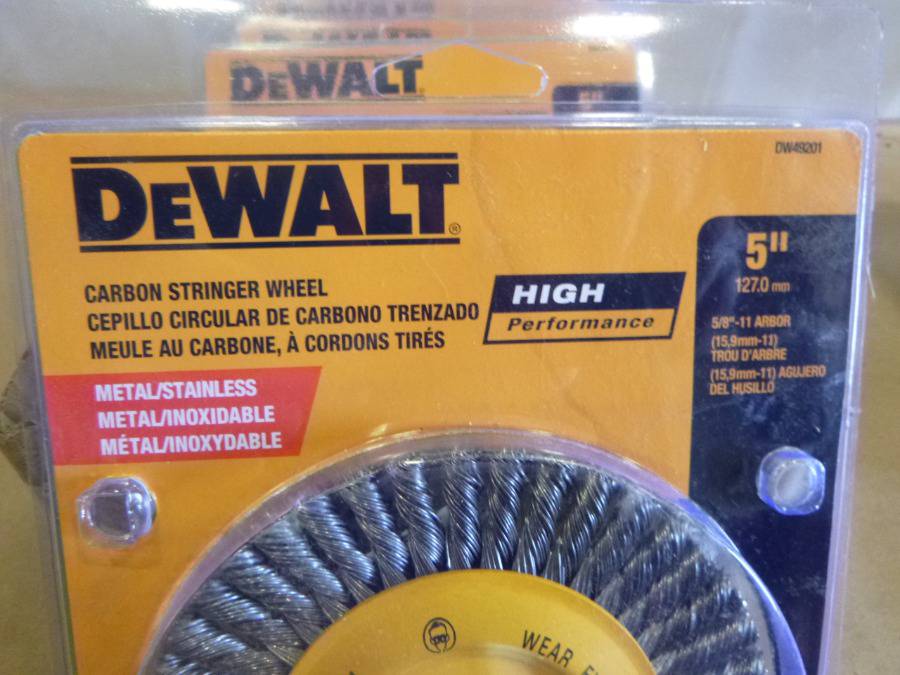 DEWALT
DW49201
DEWALT®
5"
127.0 mm
CARBON STRINGER WHEEL
CEPILLO CIRCULAR DE CARBONO TRENZADO
MEULE AU CARBONE, À CORDONS TIRÉS
HIGH
Performance
5/8"-11 ARBOR
(15,9mm-11)
TROU D'ARBRE
(15,9mm-11) AGUJERO
DEL HUSILLO
METAL/STAINLESS
METAL/INOXIDABLE
MÉTAL/INOXYDABLE
WEAR